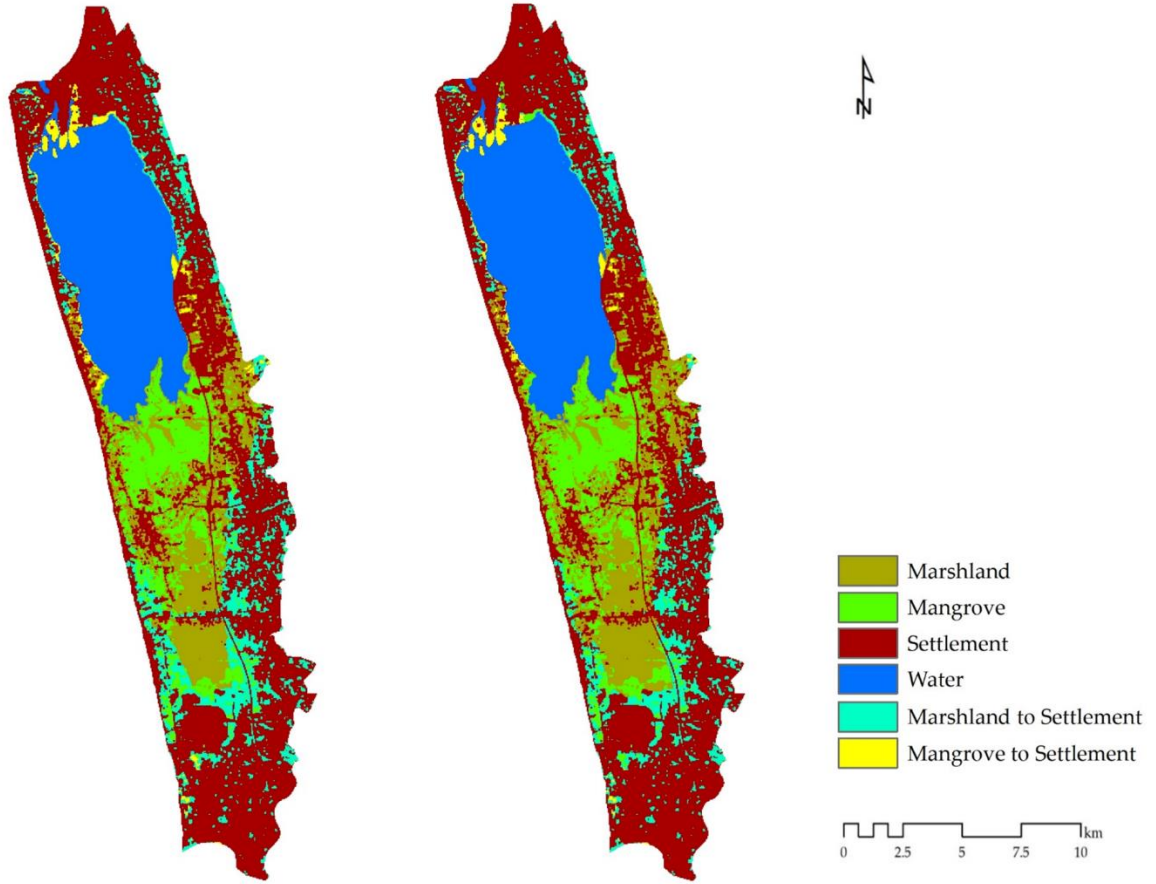 N
Marshland
Mangrove
Settlement
Water
Marshland to Settlement
Mangrove to Settlement
km
0 2.5 5 7.5 10